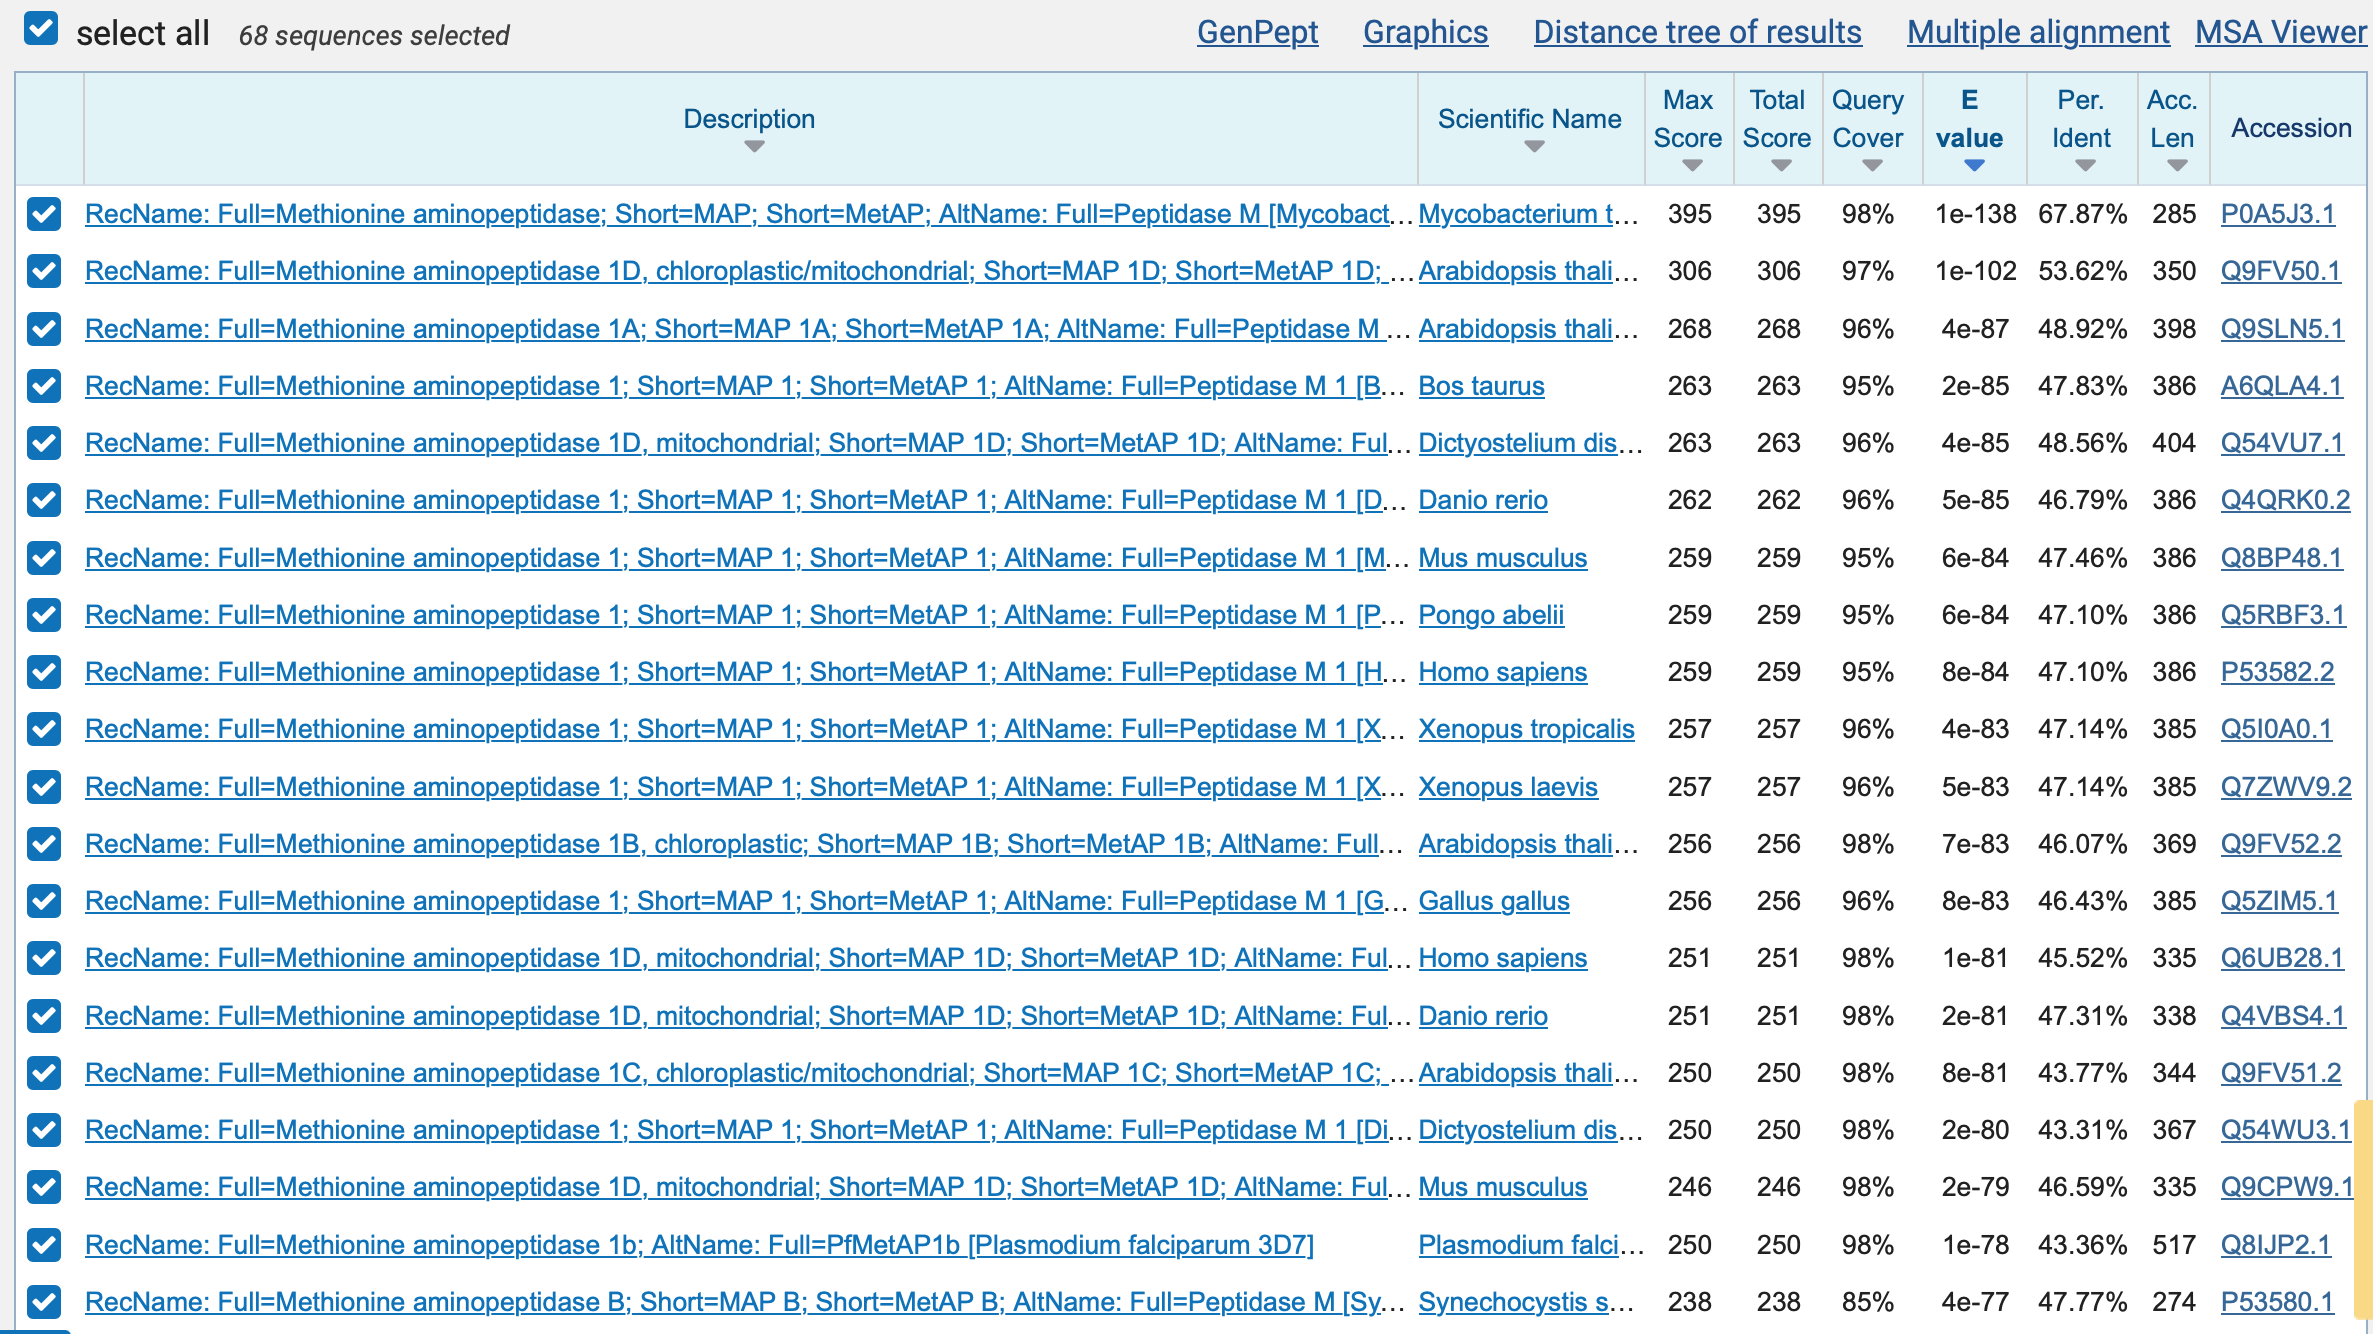 select all 68 sequences selected GenPept Graphics Distance tree of results Multiple alignment MSA Viewer
Description Scientific Name Max Score Total Score Query Cover E value Per. Ident Acc. Len Accession
RecName: Full=Methionine aminopeptidase; Short=MAP; Short=MetAP; AltName: Full=Peptidase M [Mycobact... Mycobacterium t... 395 395 98% 1e-138 67.87% 285 P0A5J3.1
RecName: Full=Methionine aminopeptidase 1D, chloroplastic/mitochondrial; Short=MAP 1D; Short=MetAP 1D; ... Arabidopsis thali... 306 306 97% 1e-102 53.62% 350 Q9FV50.1
RecName: Full=Methionine aminopeptidase 1A; Short=MAP 1A; Short=MetAP 1A; AltName: Full=Peptidase M ... Arabidopsis thali... 268 268 96% 4e-87 48.92% 398 Q9SLN5.1
RecName: Full=Methionine aminopeptidase 1; Short=MAP 1; Short=MetAP 1; AltName: Full=Peptidase M 1 [B... Bos taurus 263 263 95% 2e-85 47.83% 386 A6QLA4.1
RecName: Full=Methionine aminopeptidase 1D, mitochondrial; Short=MAP 1D; Short=MetAP 1D; AltName: Ful... Dictyostelium dis... 263 263 96% 4e-85 48.56% 404 Q54VU7.1
RecName: Full=Methionine aminopeptidase 1; Short=MAP 1; Short=MetAP 1; AltName: Full=Peptidase M 1 [D... Danio rerio 262 262 96% 5e-85 46.79% 386 Q4QRK0.2
RecName: Full=Methionine aminopeptidase 1; Short=MAP 1; Short=MetAP 1; AltName: Full=Peptidase M 1 [M... Mus musculus 259 259 95% 6e-84 47.46% 386 Q8BP48.1
RecName: Full=Methionine aminopeptidase 1; Short=MAP 1; Short=MetAP 1; AltName: Full=Peptidase M 1 [P... Pongo abelii 259 259 95% 6e-84 47.10% 386 Q5RBF3.1
RecName: Full=Methionine aminopeptidase 1; Short=MAP 1; Short=MetAP 1; AltName: Full=Peptidase M 1 [H... Homo sapiens 259 259 95% 8e-84 47.10% 386 P53582.2
RecName: Full=Methionine aminopeptidase 1; Short=MAP 1; Short=MetAP 1; AltName: Full=Peptidase M 1 [X... Xenopus tropicalis 257 257 96% 4e-83 47.14% 385 Q5I0A0.1
RecName: Full=Methionine aminopeptidase 1; Short=MAP 1; Short=MetAP 1; AltName: Full=Peptidase M 1 [X... Xenopus laevis 257 257 96% 5e-83 47.14% 385 Q7ZWV9.2
RecName: Full=Methionine aminopeptidase 1B, chloroplastic; Short=MAP 1B; Short=MetAP 1B; AltName: Full... Arabidopsis thali... 256 256 98% 7e-83 46.07% 369 Q9FV52.2
RecName: Full=Methionine aminopeptidase 1; Short=MAP 1; Short=MetAP 1; AltName: Full=Peptidase M 1 [G... Gallus gallus 256 256 96% 8e-83 46.43% 385 Q5ZIM5.1
RecName: Full=Methionine aminopeptidase 1D, mitochondrial; Short=MAP 1D; Short=MetAP 1D; AltName: Ful... Homo sapiens 251 251 98% 1e-81 45.52% 335 Q6UB28.1
RecName: Full=Methionine aminopeptidase 1D, mitochondrial; Short=MAP 1D; Short=MetAP 1D; AltName: Ful... Danio rerio 251 251 98% 2e-81 47.31% 338 Q4VBS4.1
RecName: Full=Methionine aminopeptidase 1C, chloroplastic/mitochondrial; Short=MAP 1C; Short=MetAP 1C; ... Arabidopsis thali... 250 250 98% 8e-81 43.77% 344 Q9FV51.2
RecName: Full=Methionine aminopeptidase 1; Short=MAP 1; Short=MetAP 1; AltName: Full=Peptidase M 1 [Di... Dictyostelium dis... 250 250 98% 2e-80 43.31% 367 Q54WU3.1
RecName: Full=Methionine aminopeptidase 1D, mitochondrial; Short=MAP 1D; Short=MetAP 1D; AltName: Ful... Mus musculus 246 246 98% 2e-79 46.59% 335 Q9CPW9.1
RecName: Full=Methionine aminopeptidase 1b; AltName: Full=PfMetAP1b [Plasmodium falciparum 3D7] Plasmodium falci... 250 250 98% 1e-78 43.36% 517 Q8IJP2.1
RecName: Full=Methionine aminopeptidase B; Short=MAP B; Short=MetAP B; AltName: Full=Peptidase M [Sy... Synechocystis s... 238 238 85% 4e-77 47.77% 274 P53580.1